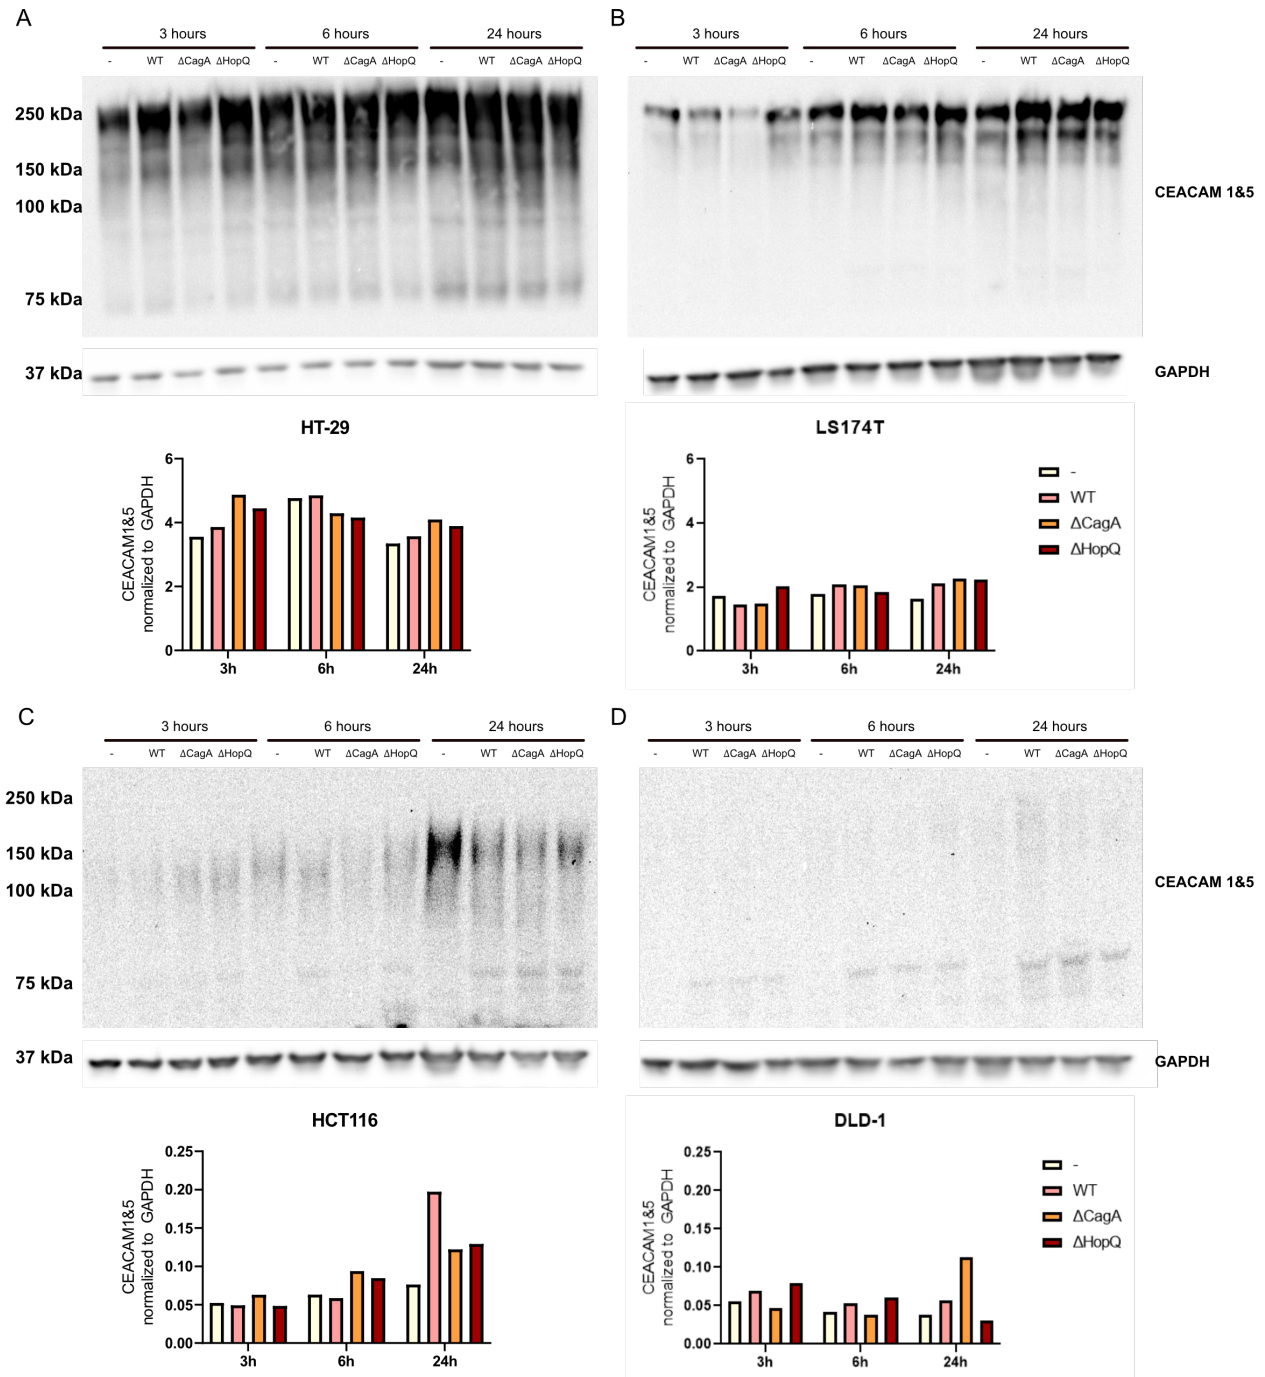 A
3 hours 6 hours 24 hours
- WT ΔCagA ΔHopQ - WT ΔCagA ΔHopQ - WT ΔCagA ΔHopQ
250 kDa
150 kDa
100 kDa
75 kDa
37 kDa
B
3 hours 6 hours 24 hours
- WT ΔCagA ΔHopQ - WT ΔCagA ΔHopQ - WT ΔCagA ΔHopQ
CEACAM 1&5
GAPDH
HT-29
CEACAM1&5
normalized to GAPDH
6
4
2
0
3h 6h 24h
LS174T
CEACAM1&5
normalized to GAPDH
6
4
2
0
3h 6h 24h
-
WT
ΔCagA
ΔHopQ
C
3 hours 6 hours 24 hours
- WT ΔCagA ΔHopQ - WT ΔCagA ΔHopQ - WT ΔCagA ΔHopQ
250 kDa
150 kDa
100 kDa
75 kDa
37 kDa
D
3 hours 6 hours 24 hours
- WT ΔCagA ΔHopQ - WT ΔCagA ΔHopQ - WT ΔCagA ΔHopQ
CEACAM 1&5
GAPDH
HCT116
CEACAM1&5
normalized to GAPDH
0.25
0.20
0.15
0.10
0.05
0.00
3h 6h 24h
DLD-1
CEACAM1&5
normalized to GAPDH
0.25
0.20
0.15
0.10
0.05
0.00
3h 6h 24h
-
WT
ΔCagA
ΔHopQ